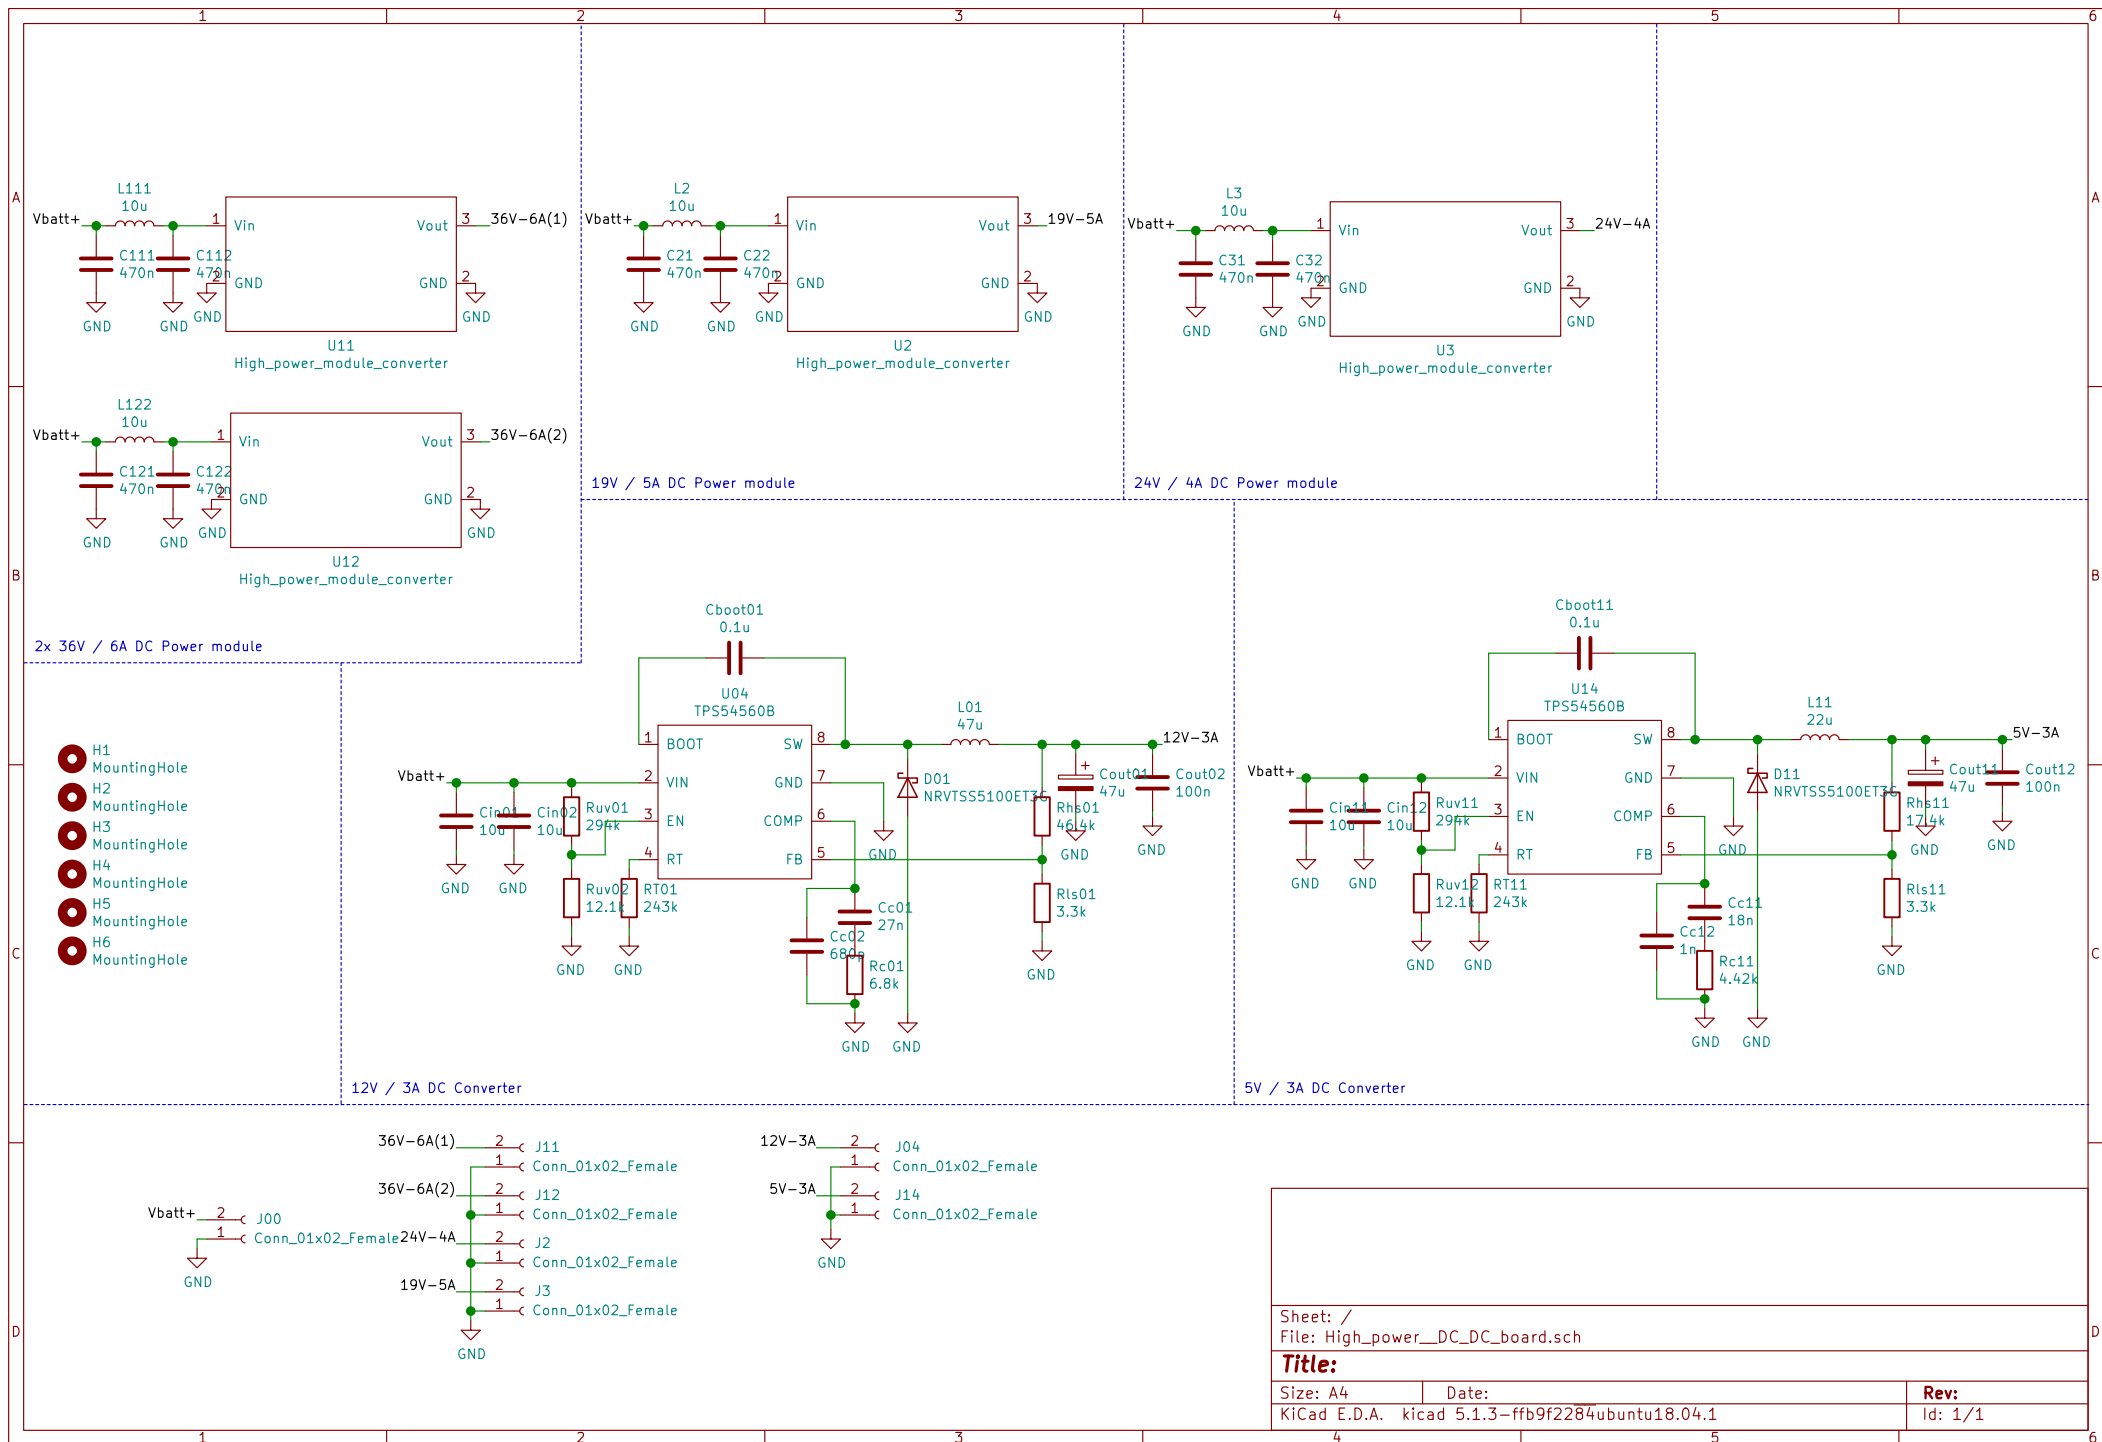 1 2 3 4 5 6
A
A
L111
10u
Vbatt+
C111
470n
C112
470n
GND
GND
GND
1
Vin
2
GND
Vout
3
GND
2
36V-6A(1)
GND
U11
High_power_module_converter
L122
10u
Vbatt+
C121
470n
C122
470n
GND
GND
GND
1
Vin
2
GND
Vout
3
GND
2
36V-6A(2)
GND
U12
High_power_module_converter
2x 36V / 6A DC Power module
L2
10u
Vbatt+
C21
470n
C22
470n
GND
GND
GND
1
Vin
2
GND
Vout
3
GND
2
19V-5A
GND
U2
High_power_module_converter
19V / 5A DC Power module
L3
10u
Vbatt+
C31
470n
C32
470n
GND
GND
GND
1
Vin
2
GND
Vout
3
GND
2
24V-4A
GND
U3
High_power_module_converter
24V / 4A DC Power module
B
B
H1
MountingHole
H2
MountingHole
H3
MountingHole
H4
MountingHole
H5
MountingHole
H6
MountingHole
Cboot01
0.1u
U04
TPS54560B
1
BOOT
2
VIN
3
EN
4
RT
SW
8
GND
7
COMP
6
FB
5
Vbatt+
Cin01
10u
Cin02
10u
Ruv01
294k
Ruv02
12.1k
RT01
243k
GND
GND
GND
GND
L01
47u
D01
NRVTSS5100ET3G
Cout01
47u
+
Cout02
100n
12V-3A
Rhs01
46.4k
Rls01
3.3k
Cc01
27n
Cc02
680p
Rc01
6.8k
GND
GND
GND
GND
GND
GND
12V / 3A DC Converter
Cboot11
0.1u
U14
TPS54560B
1
BOOT
2
VIN
3
EN
4
RT
SW
8
GND
7
COMP
6
FB
5
Vbatt+
Cin11
10u
Cin12
10u
Ruv11
294k
Ruv12
12.1k
RT11
243k
GND
GND
GND
GND
L11
22u
D11
NRVTSS5100ET3G
Cout11
47u
+
Cout12
100n
5V-3A
Rhs11
17.4k
Rls11
3.3k
Cc11
18n
Cc12
1n
Rc11
4.42k
GND
GND
GND
GND
GND
GND
5V / 3A DC Converter
C
C
Vbatt+
2
J00
1
Conn_01x02_Female
GND
36V-6A(1)
2
J11
1
Conn_01x02_Female
36V-6A(2)
2
J12
1
Conn_01x02_Female
24V-4A
2
J2
1
Conn_01x02_Female
19V-5A
2
J3
1
Conn_01x02_Female
GND
12V-3A
2
J04
1
Conn_01x02_Female
5V-3A
2
J14
1
Conn_01x02_Female
GND
D
D
Sheet: /
File: High_power__DC_DC_board.sch
Title:
Size: A4
Date:
Rev:
KiCad E.D.A. kicad 5.1.3-ffb9f2284ubuntu18.04.1
Id: 1/1
1 2 3 4 5 6